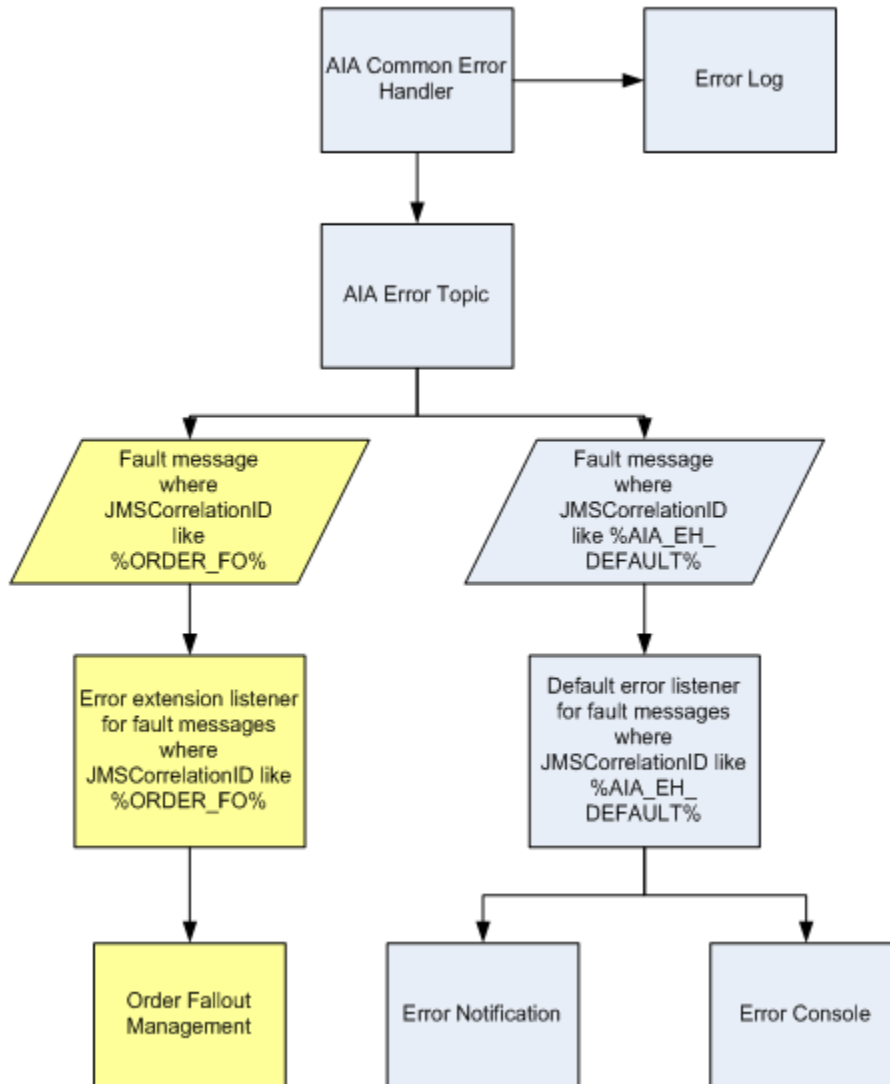 AIA Common Error
Handler
Error Log
AIA Error Topic
Fault message
where
JMSCorrelationID
like
%ORDER_FO%
Fault message
where
JMSCorrelationID
like %AIA_EH_
DEFAULT%
Error extension listener
for fault messages
where
JMSCorrelationID like
%ORDER_FO%
Default error listener
for fault messages
where
JMSCorrelationID like
%AIA_EH_
DEFAULT%
Order Fallout
Management
Error Notification
Error Console